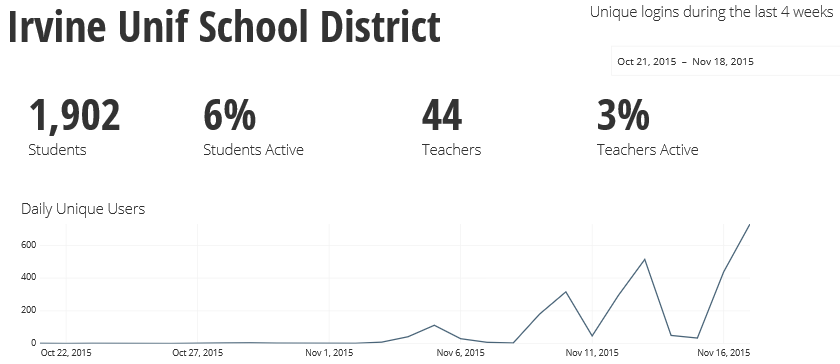 Irvine Unif School District
Unique logins during the last 4 weeks
Oct 21, 2015 – Nov 18, 2015
1,902 6% 44 3%
Students Students Active Teachers Teachers Active
Daily Unique Users
600
400
200
0
Oct 22, 2015 Oct 27, 2015 Nov 1, 2015 Nov 6, 2015 Nov 11, 2015 Nov 16, 2015